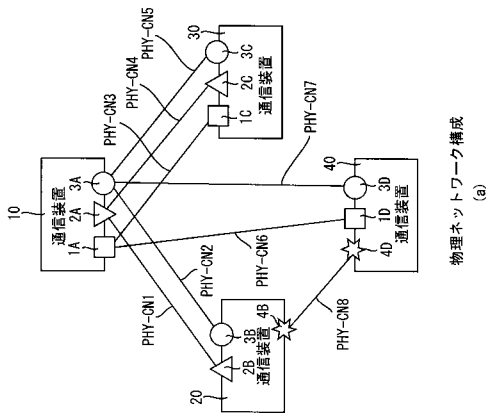 10
通信装置
1A
2A
3A
PHY-CN1
PHY-CN2
PHY-CN3
PHY-CN4
PHY-CN5
30
1C
2C
3C
通信装置
20
2B
3B
4B
通信装置
PHY-CN6
PHY-CN7
PHY-CN8
40
4D
1D
3D
通信装置
物理ネットワーク構成
(a)